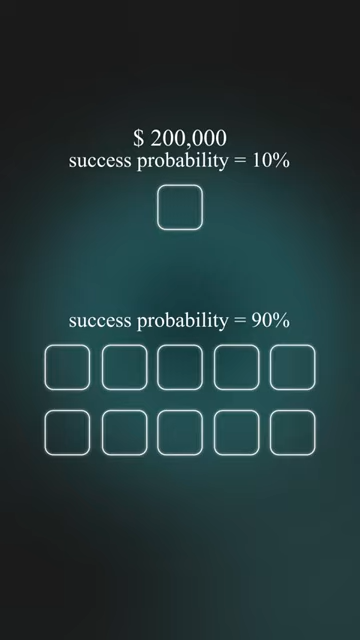 $ 200,000
success probability = 10%
success probability = 90%